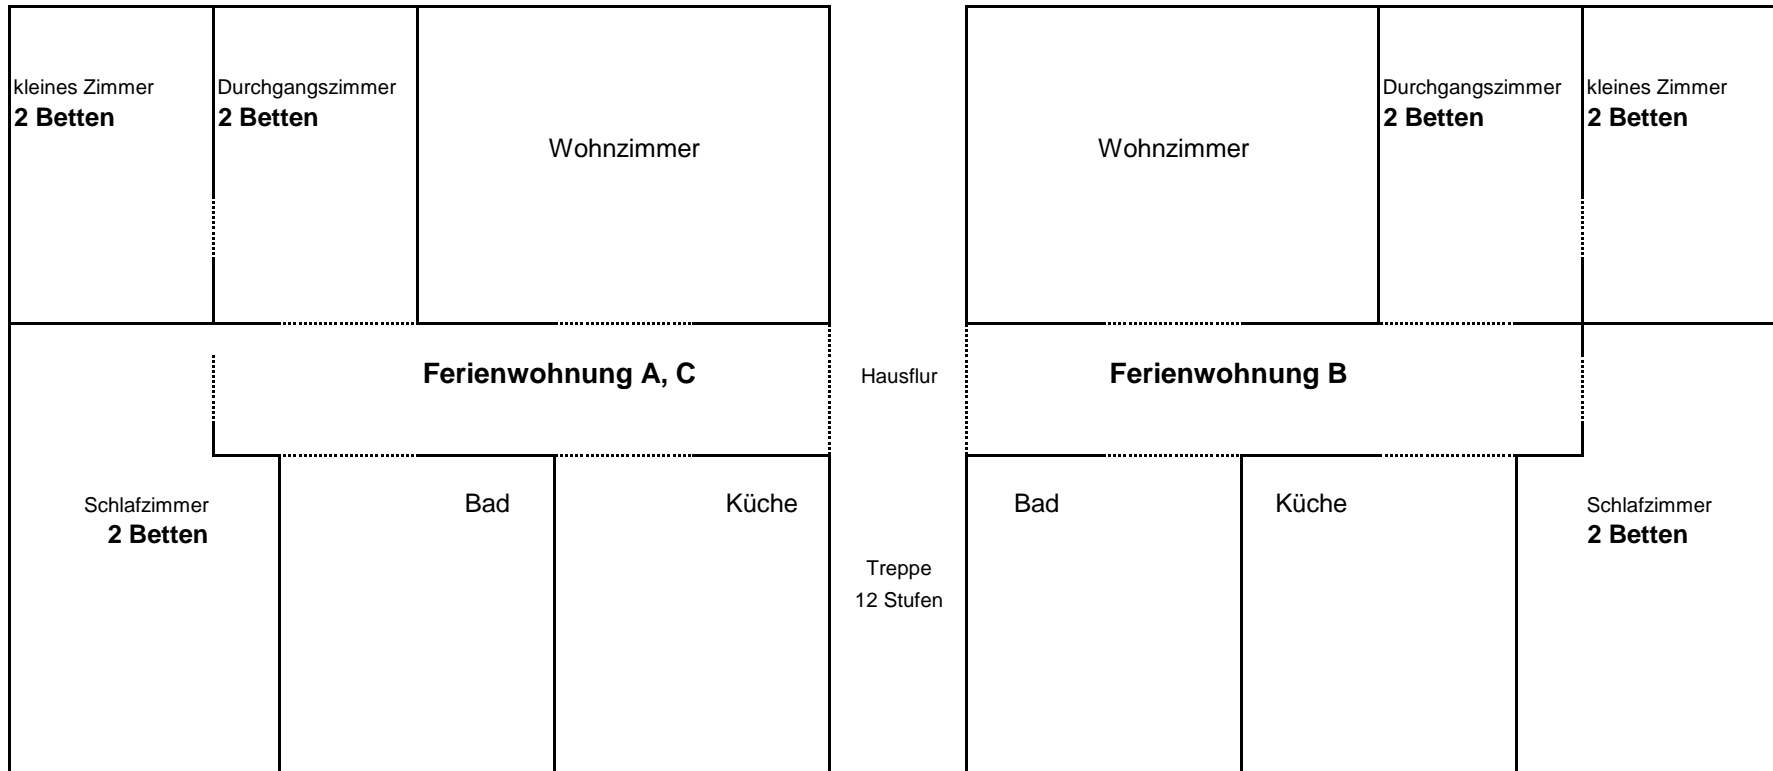 kleines Zimmer
2 Betten
Durchgangszimmer
2 Betten
Wohnzimmer
Wohnzimmer
Durchgangszimmer
2 Betten
kleines Zimmer
2 Betten
Ferienwohnung A, C
Hausflur
Ferienwohnung B
Schlafzimmer
2 Betten
Bad
Küche
Treppe
12 Stufen
Bad
Küche
Schlafzimmer
2 Betten